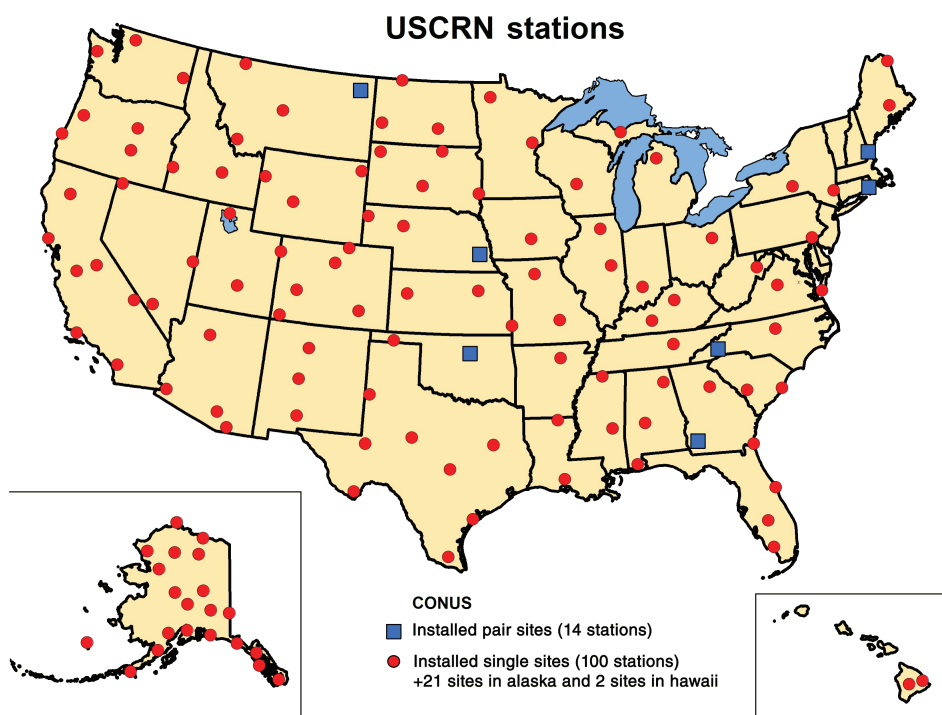 USCRN stations
CONUS
Installed pair sites (14 stations)
Installed single sites (100 stations)
+21 sites in alaska and 2 sites in hawaii